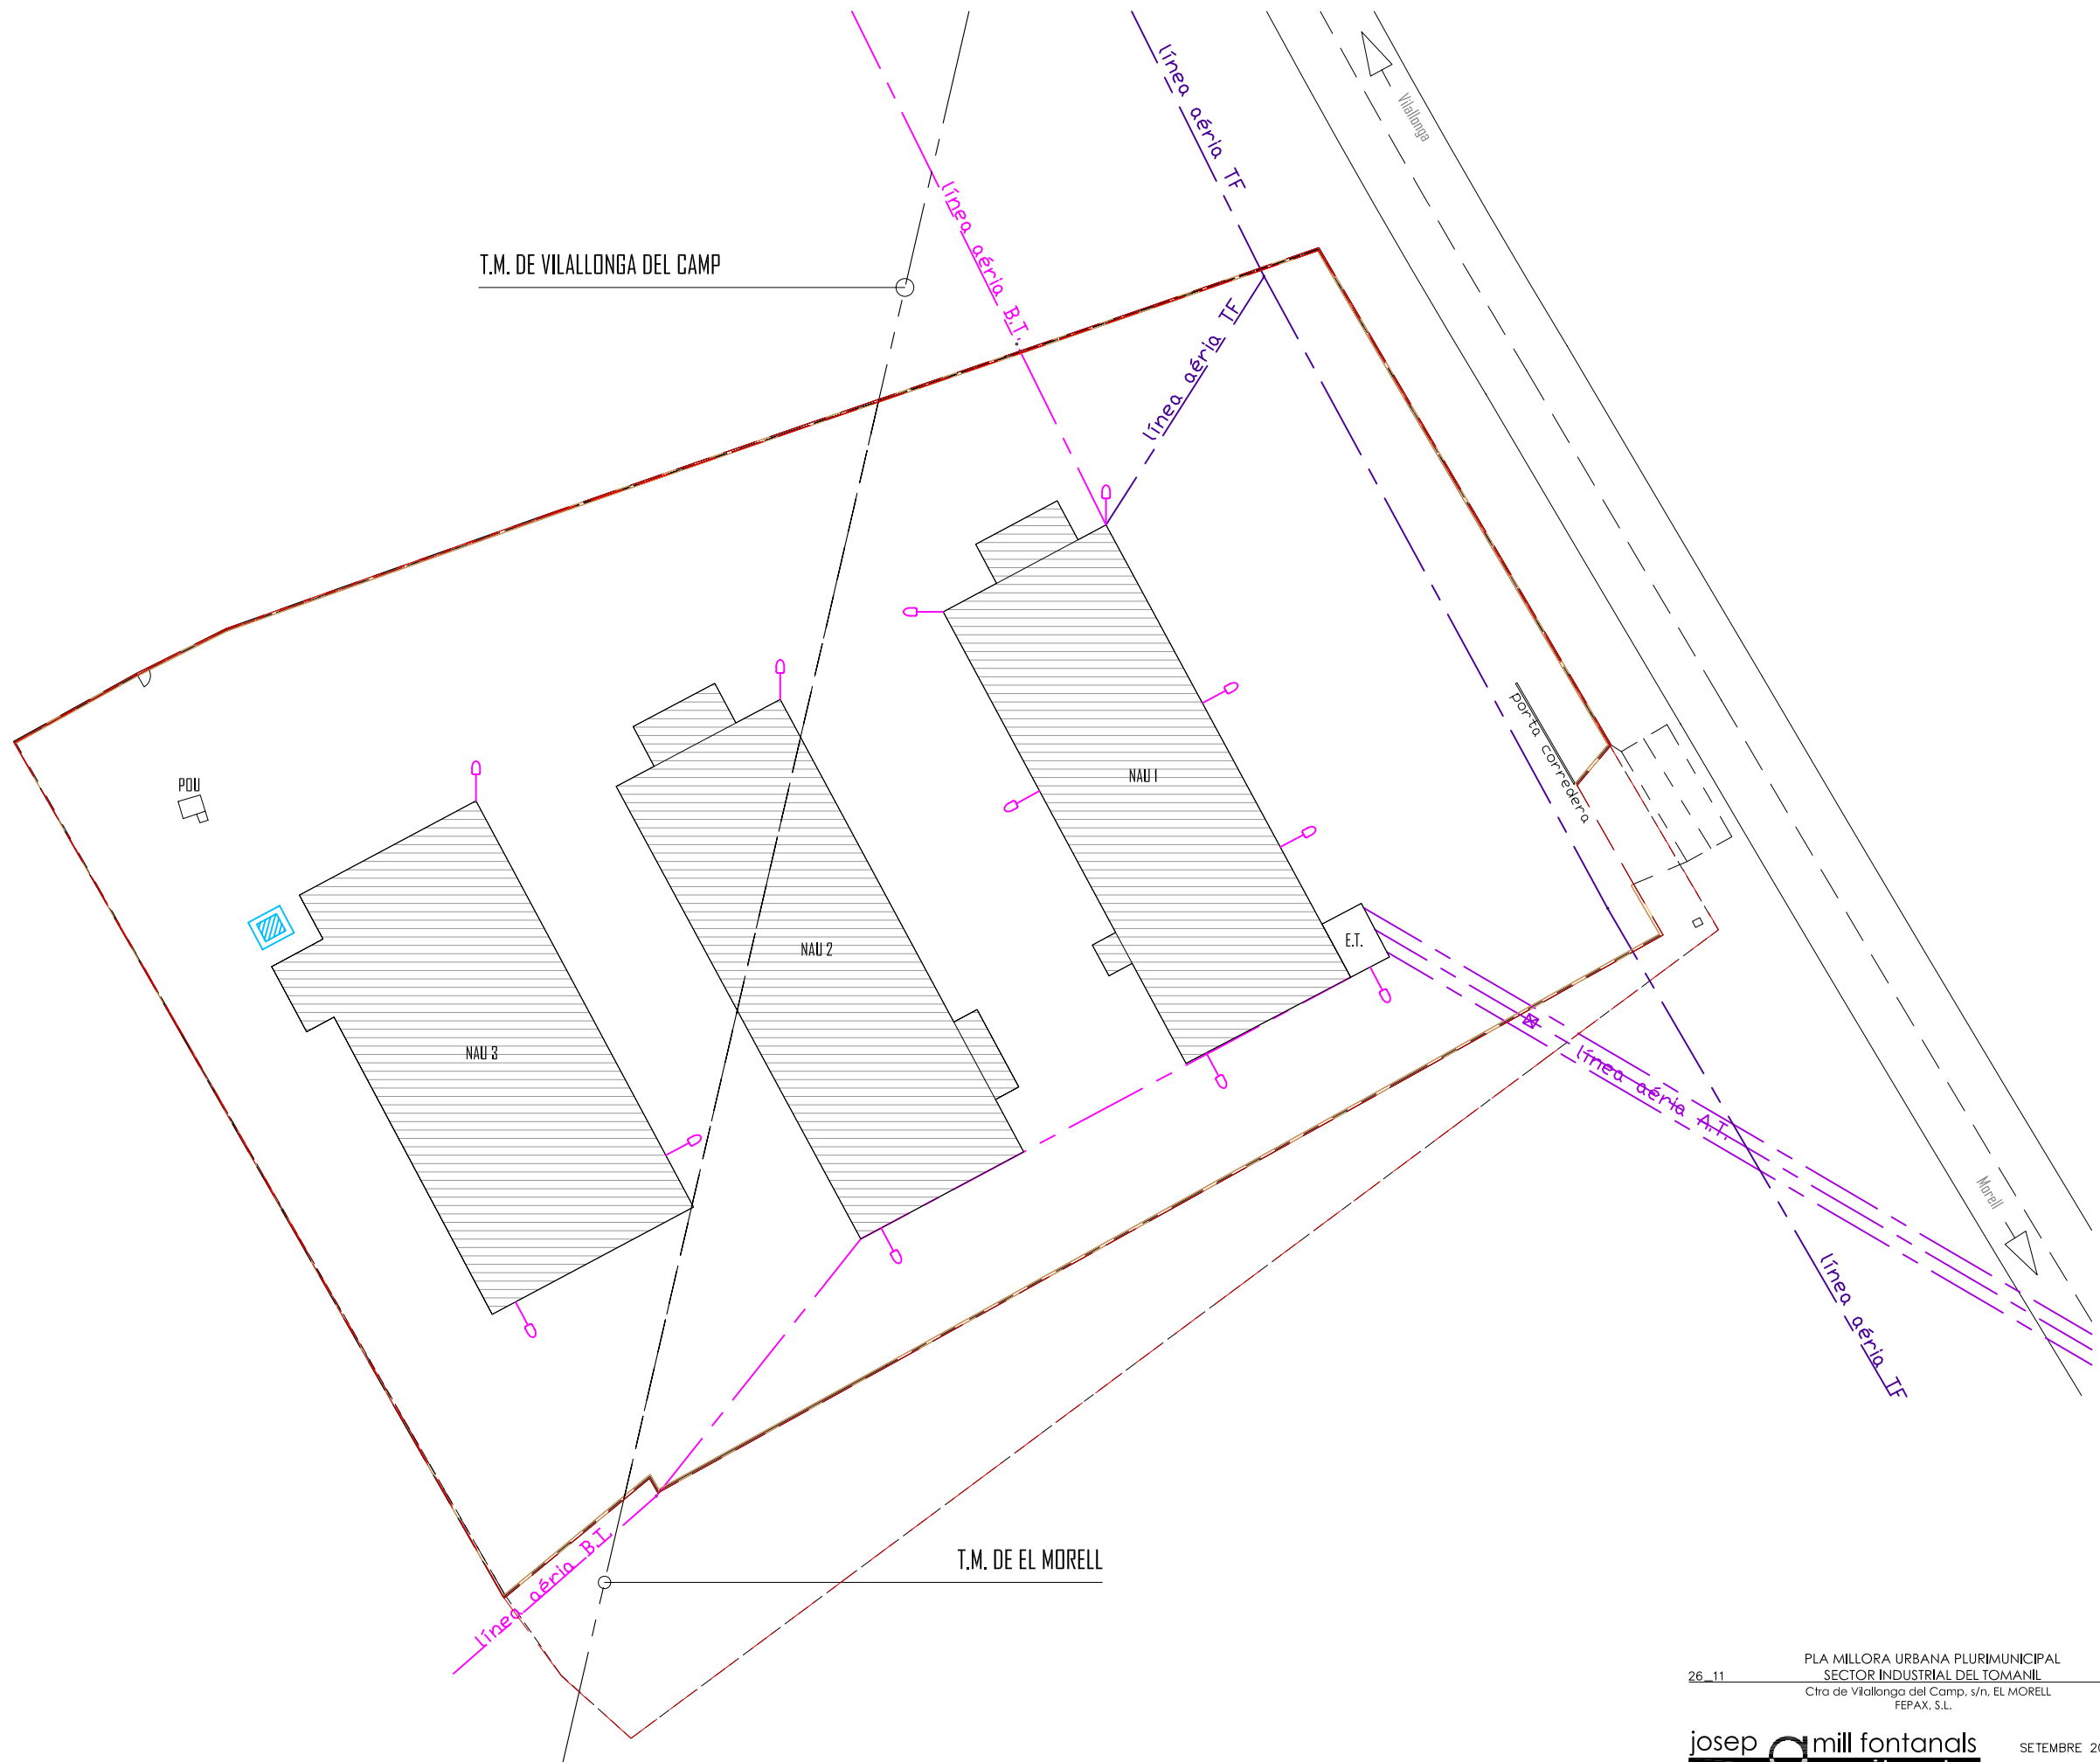 línea aéria TF
Vilallonga
línea aéria B.T.
T.M. DE VILALLONGA DEL CAMP
línea aéria TF
Porta corredera
NAU 1
POU
E.T.
NAU 2
NAU 3
línea aéria A.T.
Morell
línea aéria TF
línea aéria B.T.
T.M. DE EL MORELL
PLA MILLORA URBANA PLURIMUNICIPAL
26_11 SECTOR INDUSTRIAL DEL TOMANIL
Ctra de Vilallonga del Camp, s/n, EL MORELL
FEPAX, S.L.
josep mill fontanals
SETEMBRE